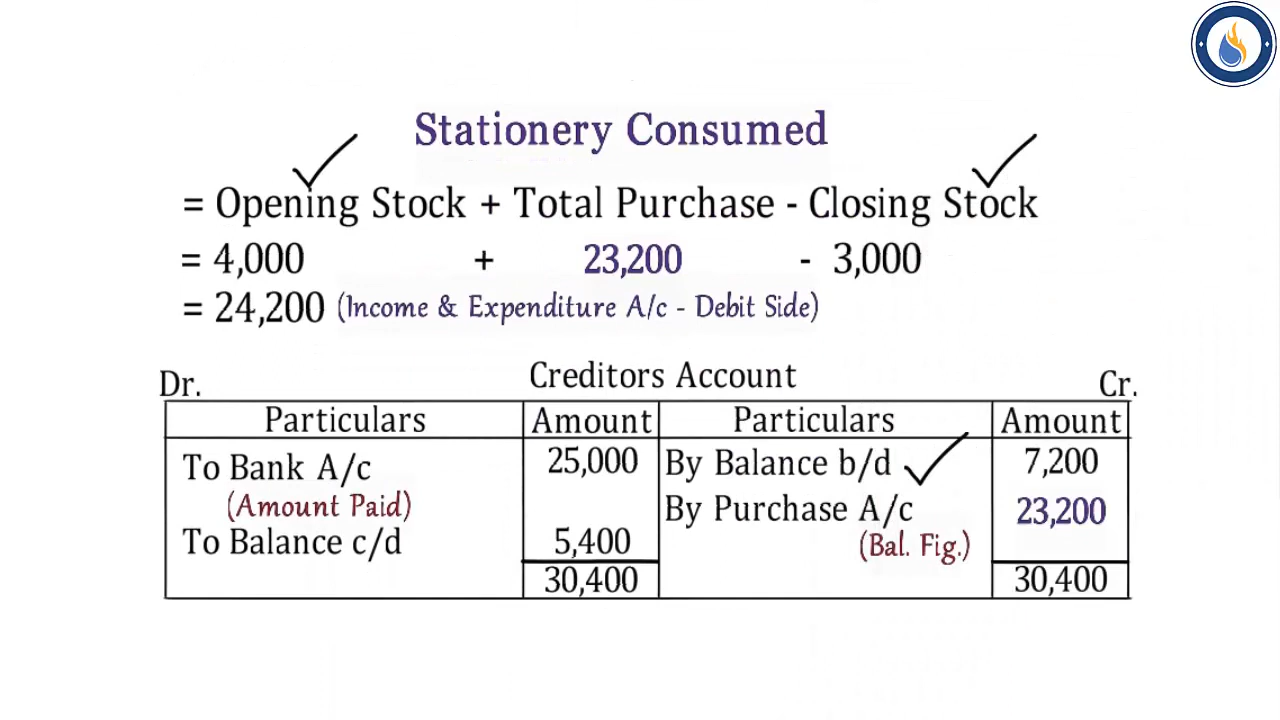 Stationery Consumed
= Opening Stock + Total Purchase - Closing Stock
= 4,000 + 23,200 - 3,000
= 24,200 (Income & Expenditure A/c - Debit Side)
Dr. Creditors Account Cr.
Particulars Amount Particulars Amount
To Bank A/c 25,000 By Balance b/d 7,200
(Amount Paid) By Purchase A/c 23,200
To Balance c/d 5,400 (Bal. Fig.)
30,400 30,400